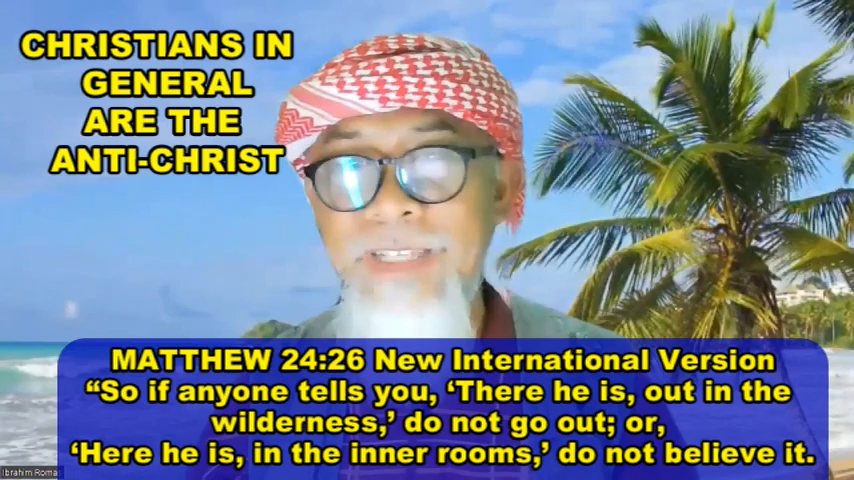 CHRISTIANS IN
GENERAL
ARE THE
ANTI-CHRIST
MATTHEW 24:26 New International Version
“So if anyone tells you, ‘There he is, out in the
wilderness,’ do not go out; or,
‘Here he is, in the inner rooms,’ do not believe it.
Ibrahim Roma